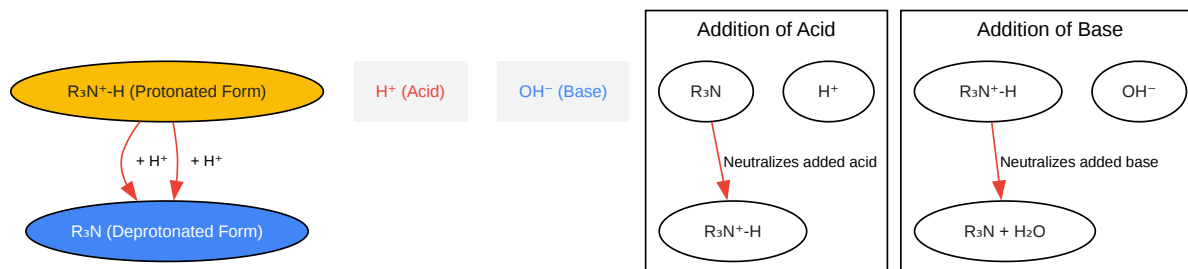 R₃N⁺-H (Protonated Form)
+ H⁺
+ H⁺
R₃N (Deprotonated Form)
H⁺ (Acid)
OH⁻ (Base)
Addition of Acid
R₃N
H⁺
Neutralizes added acid
R₃N⁺-H
Addition of Base
R₃N⁺-H
OH⁻
Neutralizes added base
R₃N + H₂O